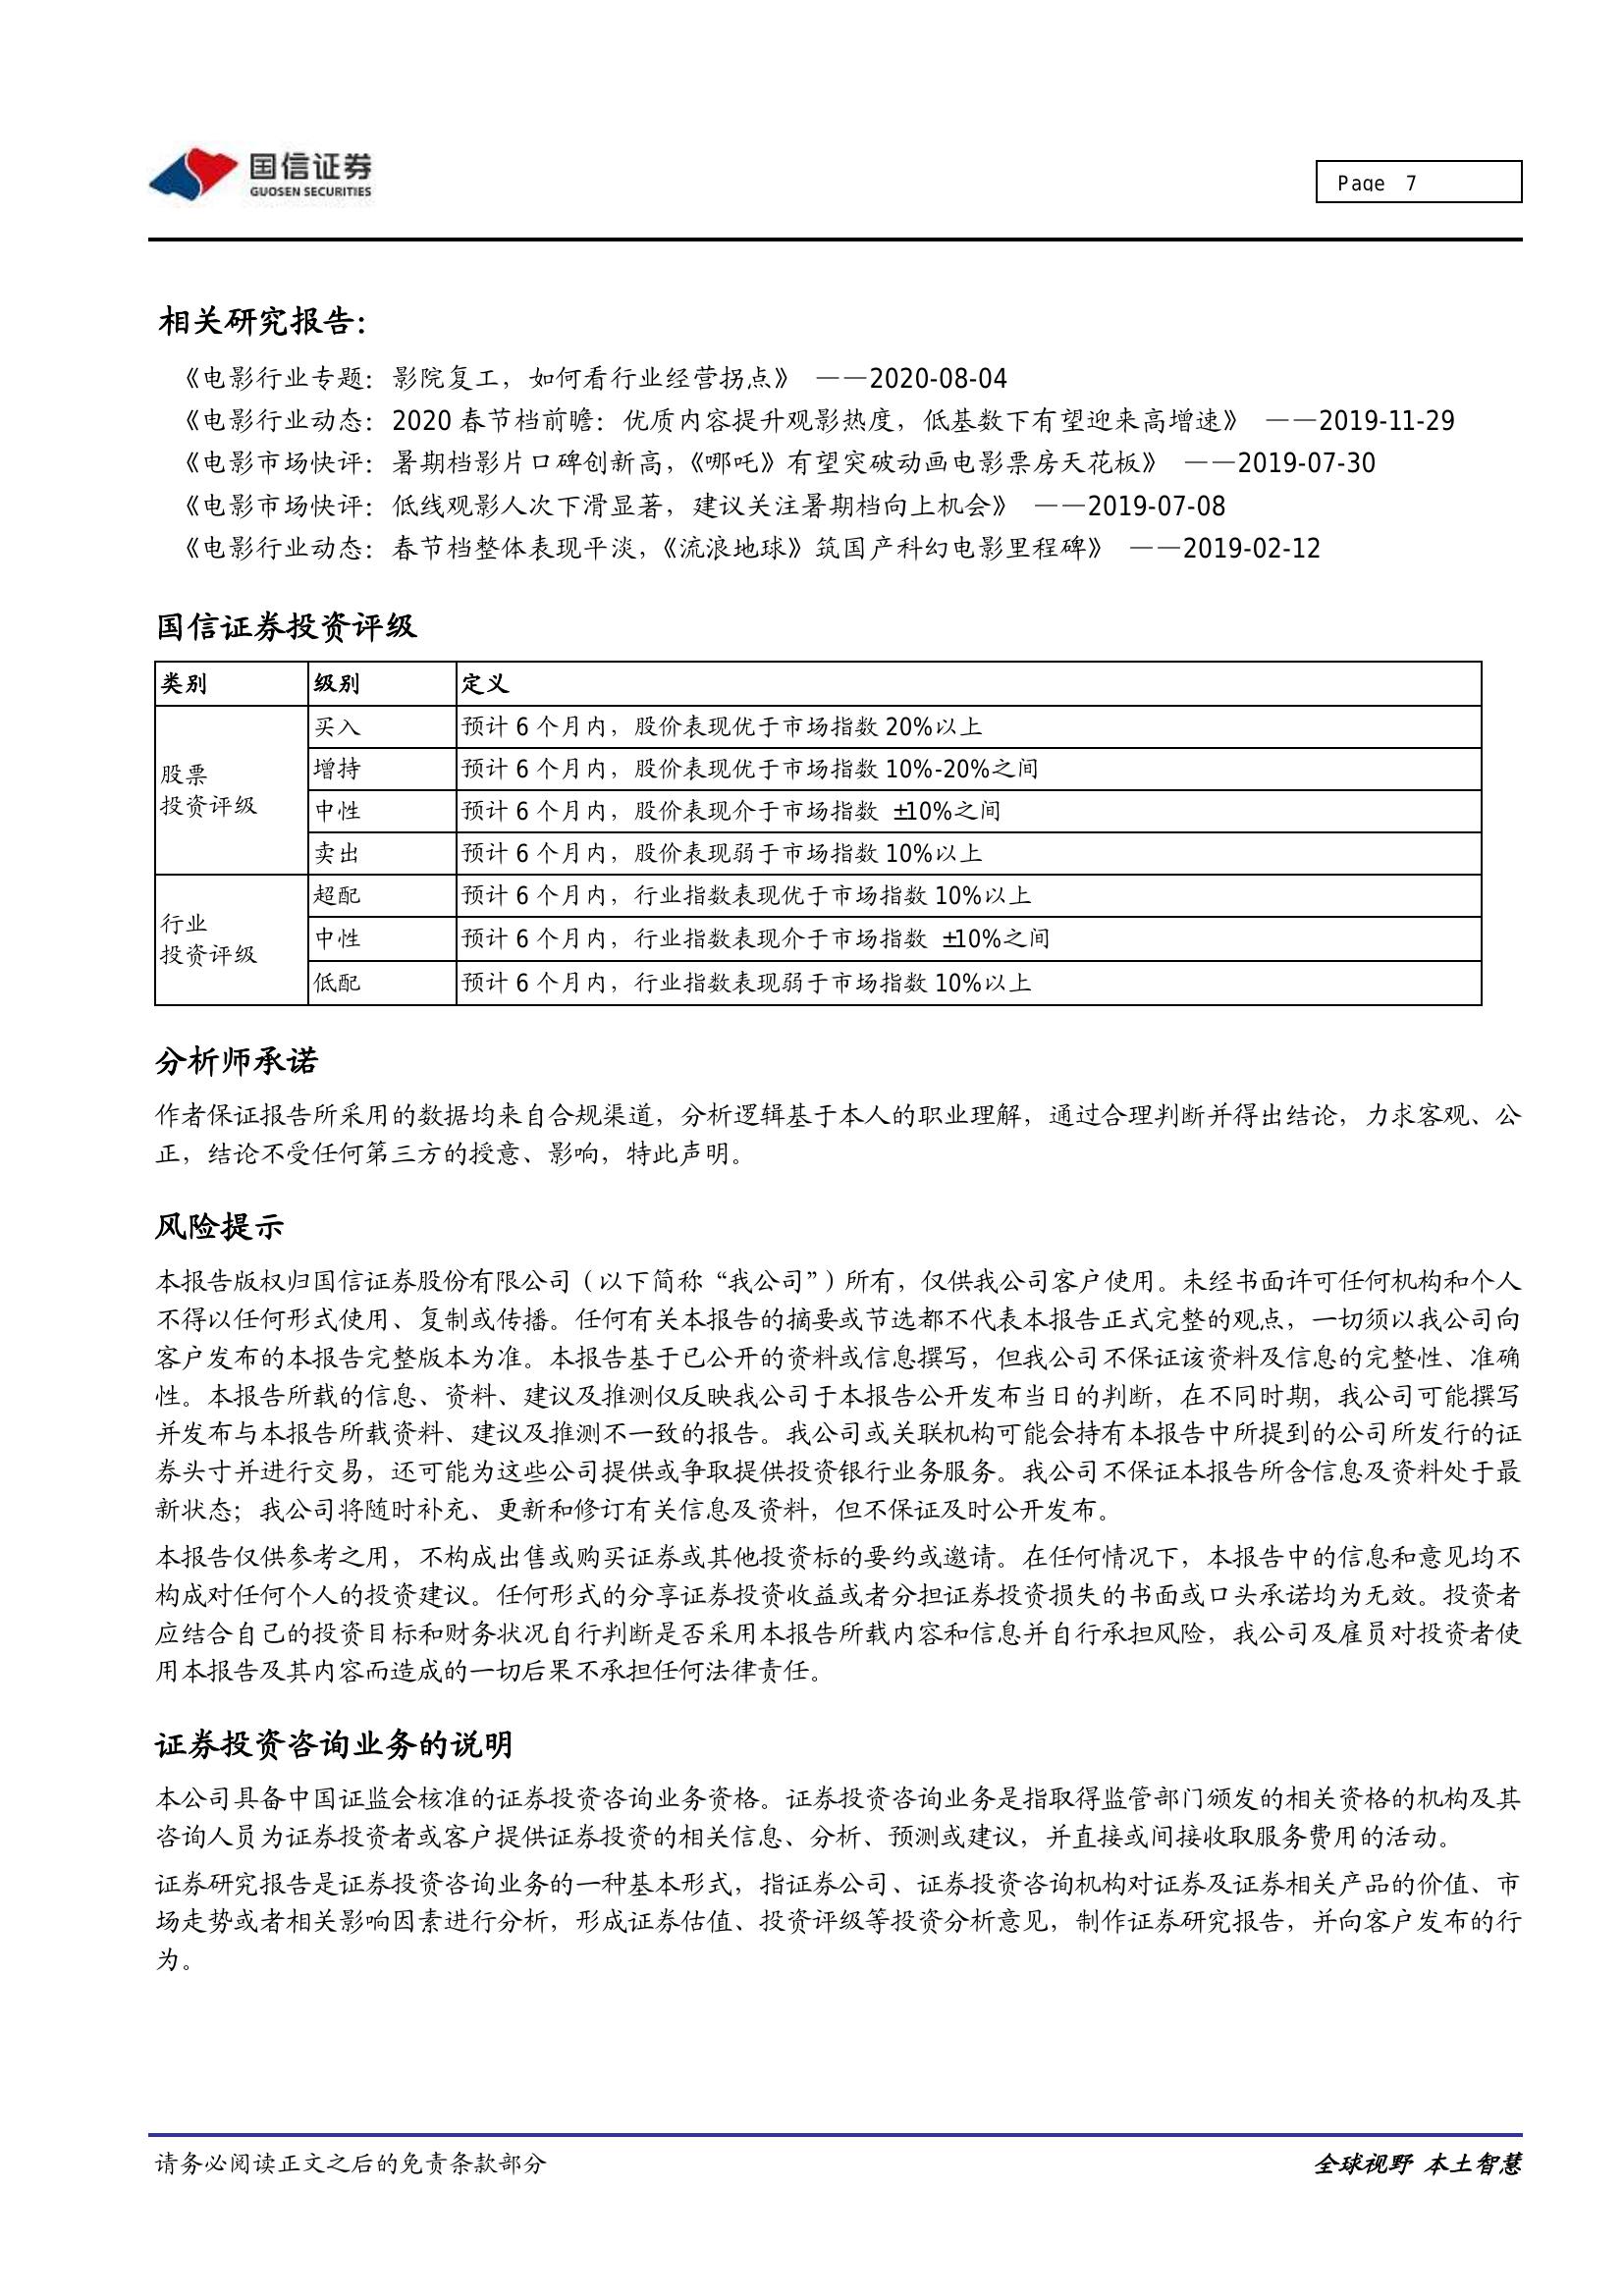 国信证券
GUOSEN SECURITIES
Page 7
相关研究报告：
《电影行业专题：影院复工，如何看行业经营拐点》 ——2020-08-04
《电影行业动态：2020 春节档前瞻：优质内容提升观影热度，低基数下有望迎来高增速》 ——2019-11-29
《电影市场快评：暑期档影片口碑创新高，《哪吒》有望突破动画电影票房天花板》 ——2019-07-30
《电影市场快评：低线观影人次下滑显著，建议关注暑期档向上机会》 ——2019-07-08
《电影行业动态：春节档整体表现平淡，《流浪地球》筑国产科幻电影里程碑》 ——2019-02-12
国信证券投资评级
类别 级别 定义
股票
投资评级
买入 预计 6 个月内，股价表现优于市场指数 20%以上
增持 预计 6 个月内，股价表现优于市场指数 10%-20%之间
中性 预计 6 个月内，股价表现介于市场指数 ±10%之间
卖出 预计 6 个月内，股价表现弱于市场指数 10%以上
行业
投资评级
超配 预计 6 个月内，行业指数表现优于市场指数 10%以上
中性 预计 6 个月内，行业指数表现介于市场指数 ±10%之间
低配 预计 6 个月内，行业指数表现弱于市场指数 10%以上
分析师承诺
作者保证报告所采用的数据均来自合规渠道，分析逻辑基于本人的职业理解，通过合理判断并得出结论，力求客观、公
正，结论不受任何第三方的授意、影响，特此声明。
风险提示
本报告版权归国信证券股份有限公司（以下简称“我公司”）所有，仅供我公司客户使用。未经书面许可任何机构和个人
不得以任何形式使用、复制或传播。任何有关本报告的摘要或节选都不代表本报告正式完整的观点，一切须以我公司向
客户发布的本报告完整版本为准。本报告基于已公开的资料或信息撰写，但我公司不保证该资料及信息的完整性、准确
性。本报告所载的信息、资料、建议及推测仅反映我公司于本报告公开发布当日的判断，在不同时期，我公司可能撰写
并发布与本报告所载资料、建议及推测不一致的报告。我公司或关联机构可能会持有本报告中所提到的公司所发行的证
券头寸并进行交易，还可能为这些公司提供或争取提供投资银行业务服务。我公司不保证本报告所含信息及资料处于最
新状态；我公司将随时补充、更新和修订有关信息及资料，但不保证及时公开发布。
本报告仅供参考之用，不构成出售或购买证券或其他投资标的要约或邀请。在任何情况下，本报告中的信息和意见均不
构成对任何个人的投资建议。任何形式的分享证券投资收益或者分担证券投资损失的书面或口头承诺均为无效。投资者
应结合自己的投资目标和财务状况自行判断是否采用本报告所载内容和信息并自行承担风险，我公司及雇员对投资者使
用本报告及其内容而造成的一切后果不承担任何法律责任。
证券投资咨询业务的说明
本公司具备中国证监会核准的证券投资咨询业务资格。证券投资咨询业务是指取得监管部门颁发的相关资格的机构及其
咨询人员为证券投资者或客户提供证券投资的相关信息、分析、预测或建议，并直接或间接收取服务费用的活动。
证券研究报告是证券投资咨询业务的一种基本形式，指证券公司、证券投资咨询机构对证券及证券相关产品的价值、市
场走势或者相关影响因素进行分析，形成证券估值、投资评级等投资分析意见，制作证券研究报告，并向客户发布的行
为。
请务必阅读正文之后的免责条款部分 全球视野 本土智慧